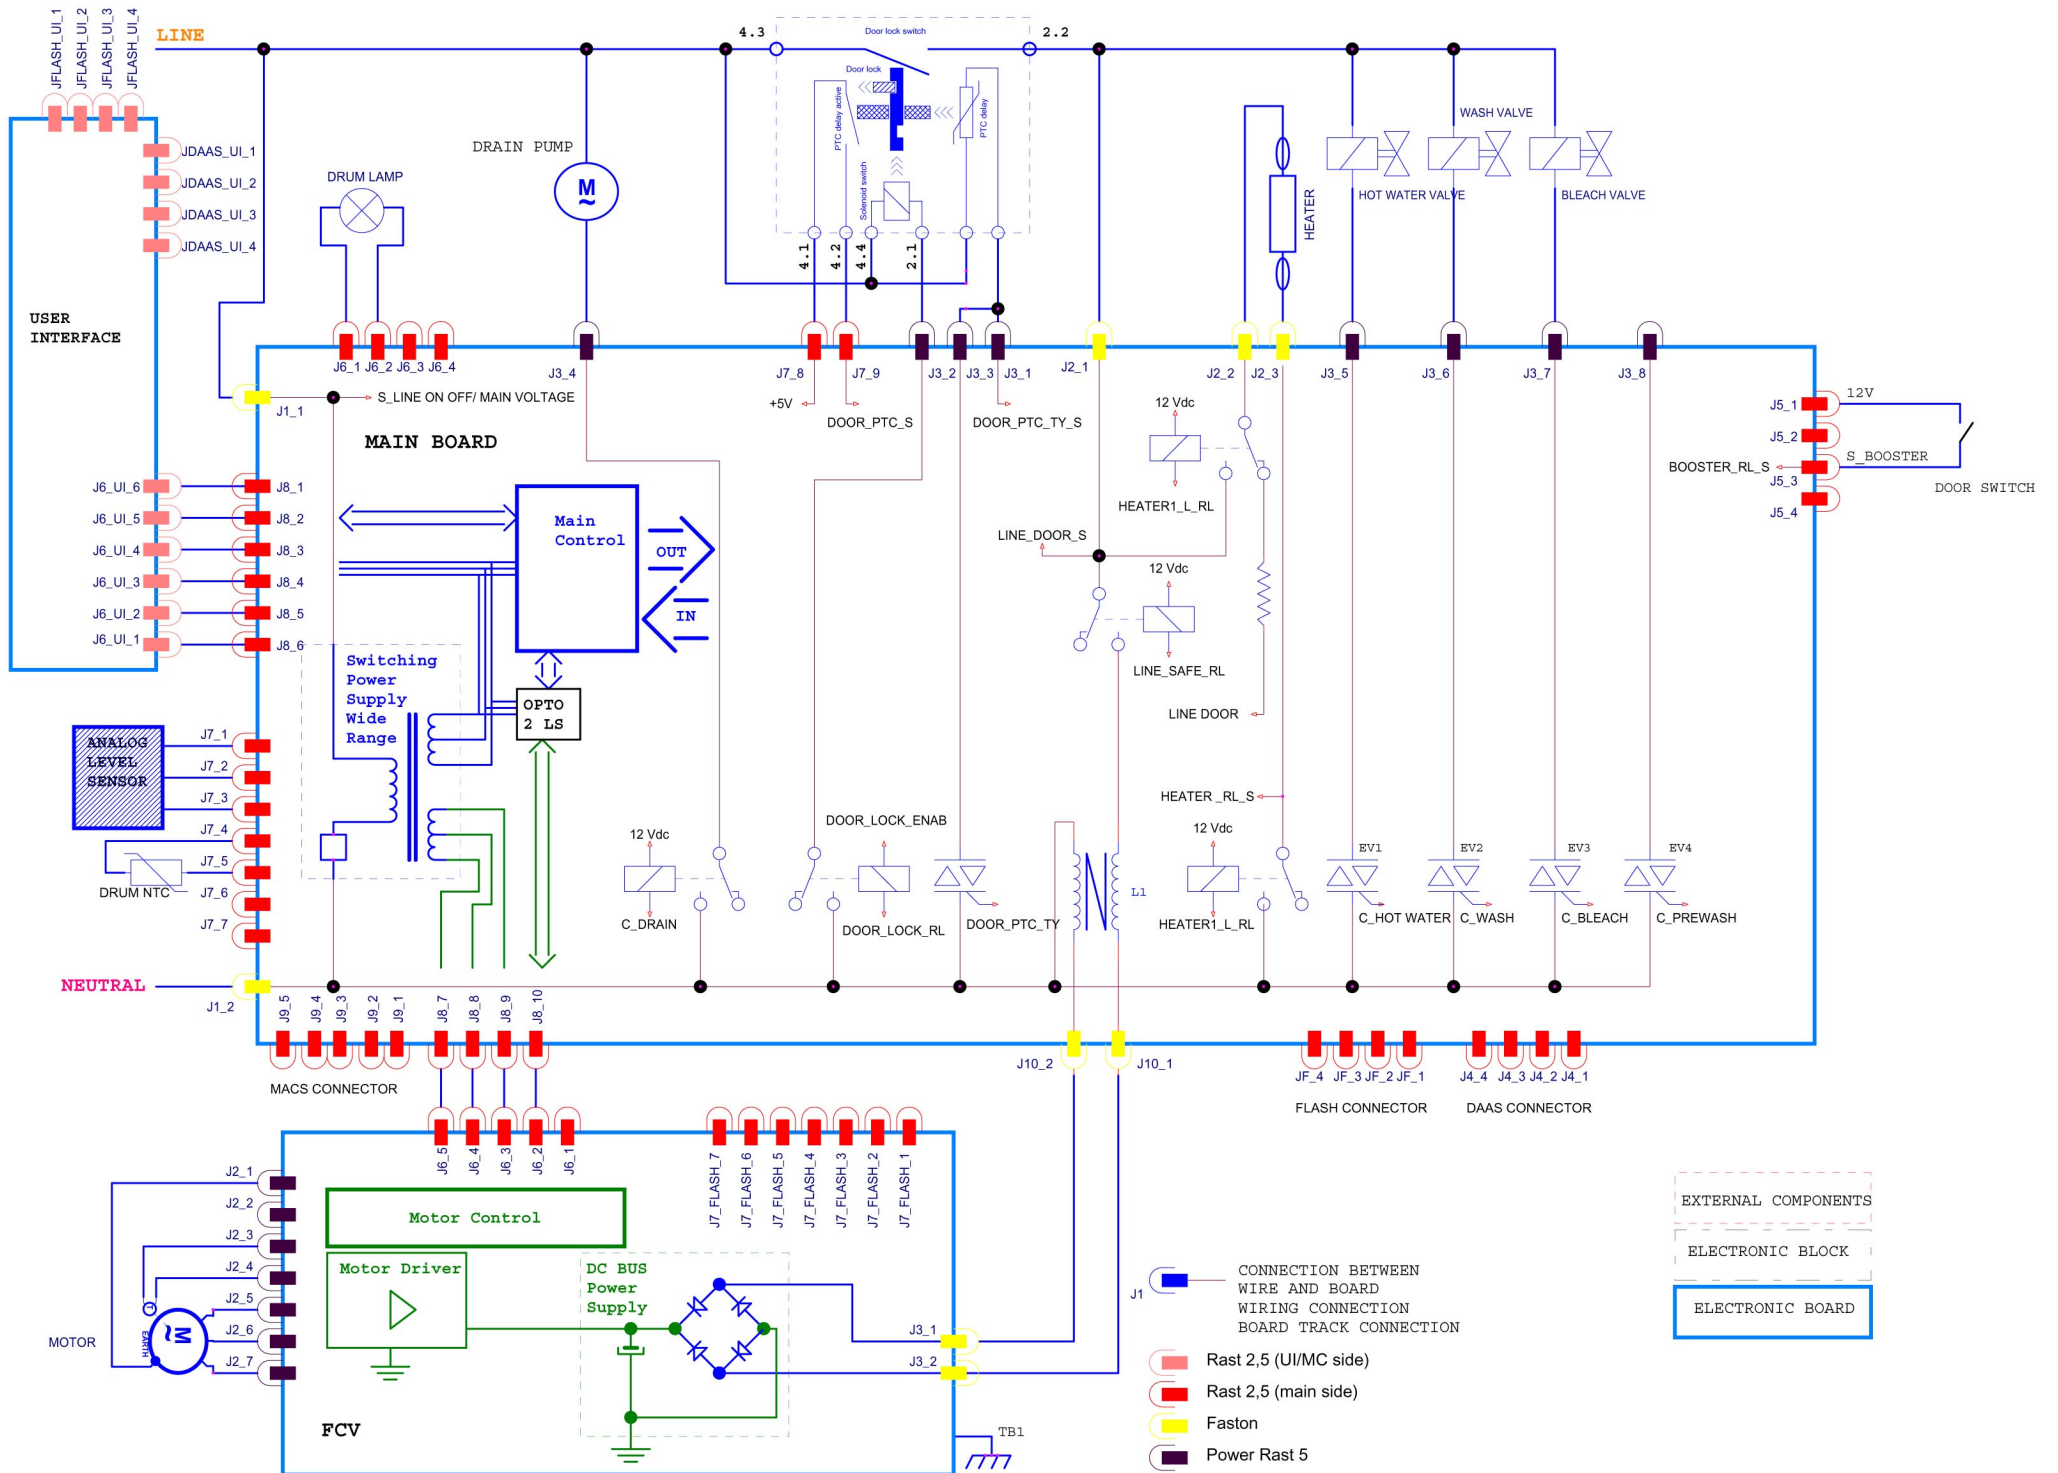 JFLASH_UI_1
JFLASH_UI_2
JFLASH_UI_3
JFLASH_UI_4
LINE
4.3
Door lock switch
2.2
Door lock
PTC delay active
PTC delay
Solenoid switch
4.1
4.2
4.4
2.1
WASH VALVE
DRAIN PUMP
M
~
DRUM LAMP
HEATER
HOT WATER VALVE
BLEACH VALVE
JDAAS_UI_1
JDAAS_UI_2
JDAAS_UI_3
JDAAS_UI_4
USER
INTERFACE
J6_1
J6_2
J6_3
J6_4
J3_4
J7_8
J7_9
J3_2
J3_3
J3_1
J2_1
J2_2
J2_3
J3_5
J3_6
J3_7
J3_8
J1_1
S_LINE ON OFF/ MAIN VOLTAGE
+5V
DOOR_PTC_S
DOOR_PTC_TY_S
12 Vdc
HEATER1_L_RL
J5_1
12V
J5_2
BOOSTER_RL_S
S_BOOSTER
J5_3
J5_4
DOOR SWITCH
MAIN BOARD
J6_UI_6
J8_1
J6_UI_5
J8_2
J6_UI_4
J8_3
J6_UI_3
J8_4
J6_UI_2
J8_5
J6_UI_1
J8_6
Main
Control
OUT
IN
LINE_DOOR_S
12 Vdc
LINE_SAFE_RL
LINE DOOR
Switching
Power
Supply
Wide
Range
OPTO
2 LS
ANALOG
LEVEL
SENSOR
J7_1
J7_2
J7_3
J7_4
J7_5
DRUM NTC
J7_6
J7_7
12 Vdc
C_DRAIN
DOOR_LOCK_ENAB
DOOR_LOCK_RL
DOOR_PTC_TY
L1
HEATER _RL_S
12 Vdc
HEATER1_L_RL
EV1
C_HOT WATER
EV2
C_WASH
EV3
C_BLEACH
EV4
C_PREWASH
NEUTRAL
J1_2
J9_5
J9_4
J9_3
J9_2
J9_1
J8_7
J8_8
J8_9
J8_10
MACS CONNECTOR
J10_2
J10_1
JF_4
JF_3
JF_2
JF_1
FLASH CONNECTOR
J4_4
J4_3
J4_2
J4_1
DAAS CONNECTOR
J6_5
J6_4
J6_3
J6_2
J6_1
J7_FLASH_7
J7_FLASH_6
J7_FLASH_5
J7_FLASH_4
J7_FLASH_3
J7_FLASH_2
J7_FLASH_1
J2_1
J2_2
J2_3
J2_4
J2_5
J2_6
J2_7
T
M
~
EARTH
MOTOR
Motor Control
Motor Driver
DC BUS
Power
Supply
J3_1
J3_2
FCV
TB1
EXTERNAL COMPONENTS
ELECTRONIC BLOCK
ELECTRONIC BOARD
J1
CONNECTION BETWEEN
WIRE AND BOARD
WIRING CONNECTION
BOARD TRACK CONNECTION
Rast 2,5 (UI/MC side)
Rast 2,5 (main side)
Faston
Power Rast 5